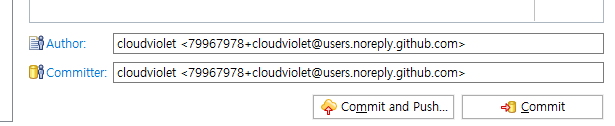 Author: cloudviolet <79967978+cloudviolet@users.noreply.github.com>
Committer: cloudviolet <79967978+cloudviolet@users.noreply.github.com>
Commit and Push... Commit